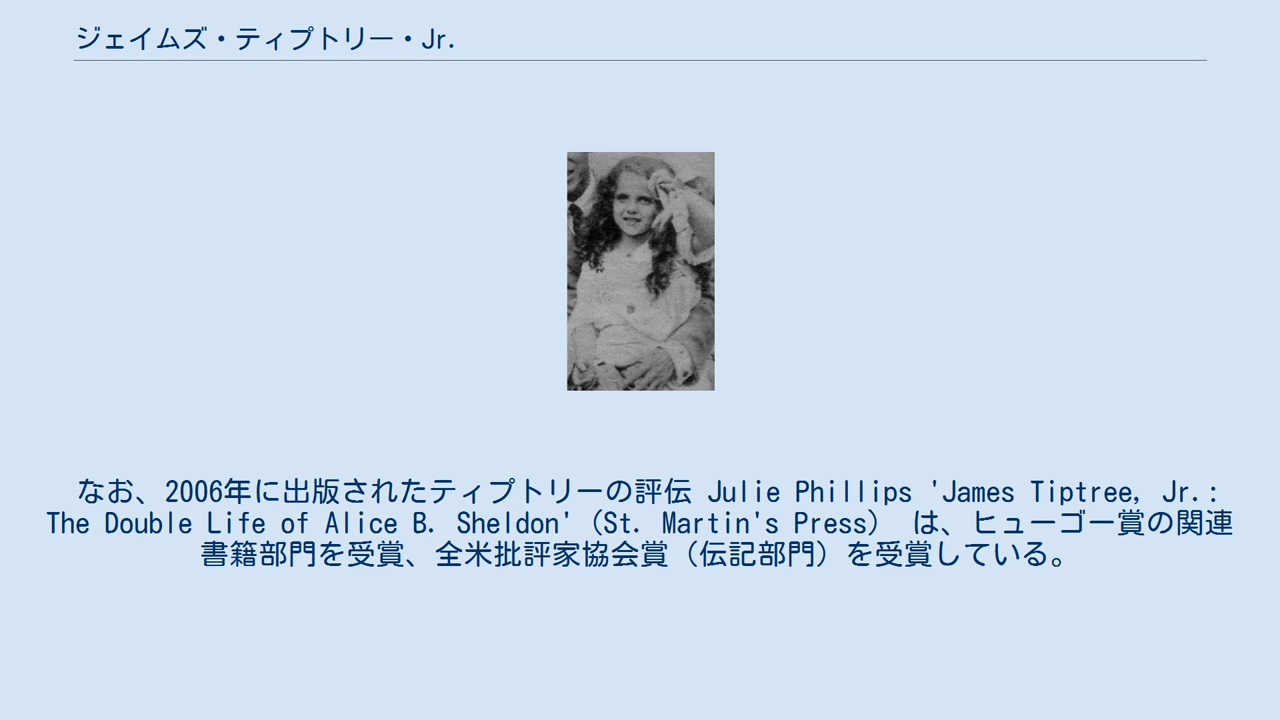 ジェイムズ・ティプトリー・Jr.
なお、2006年に出版されたティプトリーの評伝 Julie Phillips 'James Tiptree, Jr.:
The Double Life of Alice B. Sheldon'（St. Martin's Press） は、ヒューゴー賞の関連
書籍部門を受賞、全米批評家協会賞（伝記部門）を受賞している。